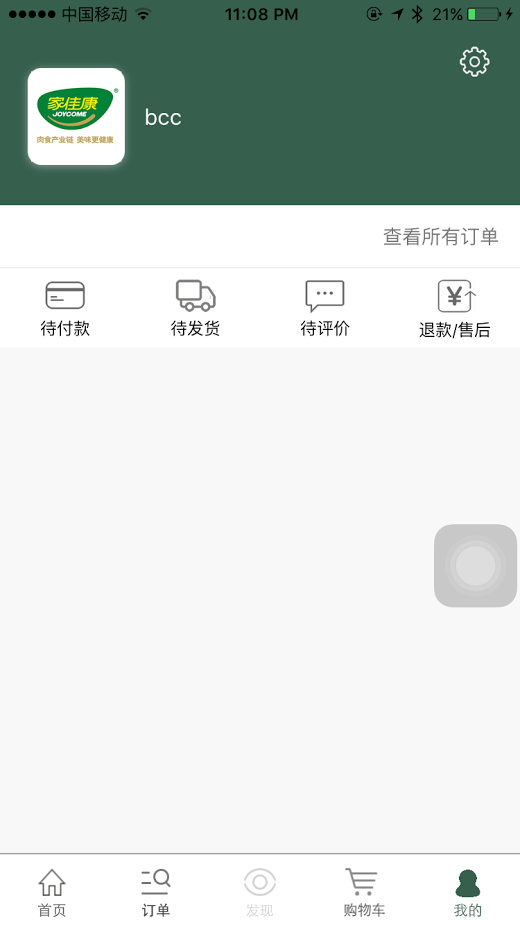 中国移动 11:08 PM 21%
家佳康®
JOYCOME
肉食产业链 美味更健康
bcc
查看所有订单
待付款 待发货 待评价 退款/售后
首页 订单 发现 购物车 我的